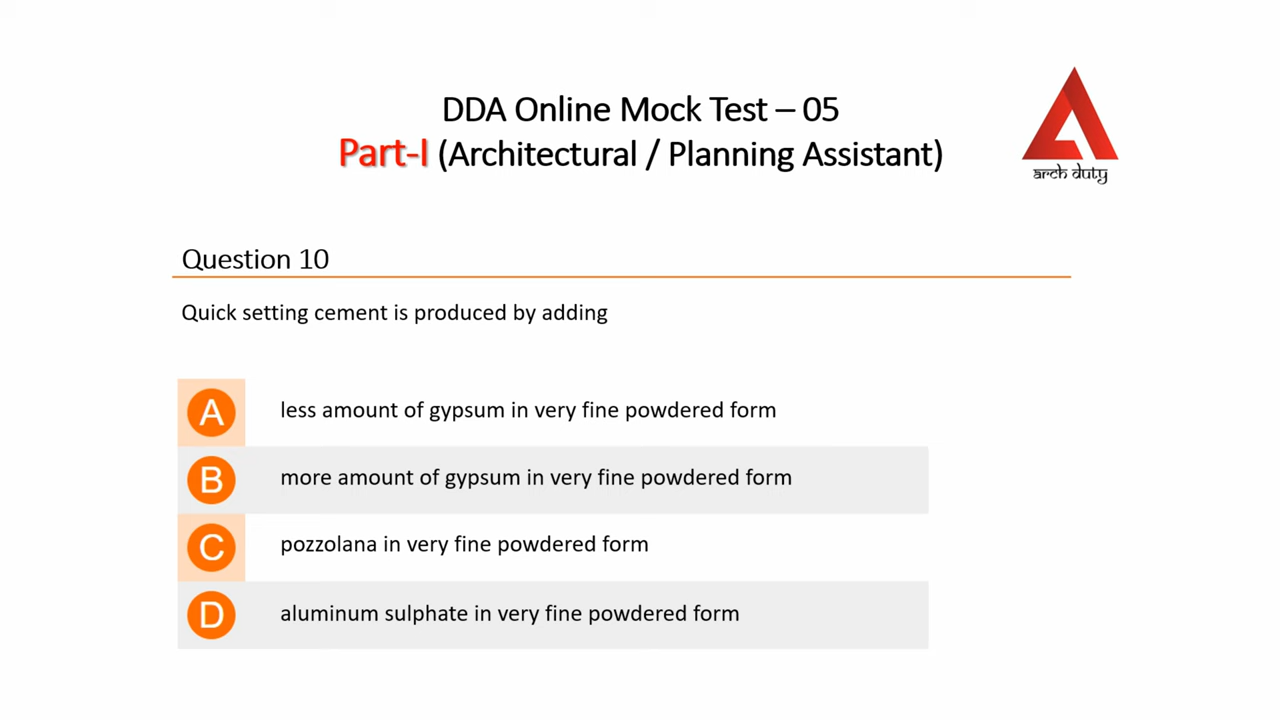 DDA Online Mock Test – 05
Part-I (Architectural / Planning Assistant)
arch duty
Question 10
Quick setting cement is produced by adding
A less amount of gypsum in very fine powdered form
B more amount of gypsum in very fine powdered form
C pozzolana in very fine powdered form
D aluminum sulphate in very fine powdered form